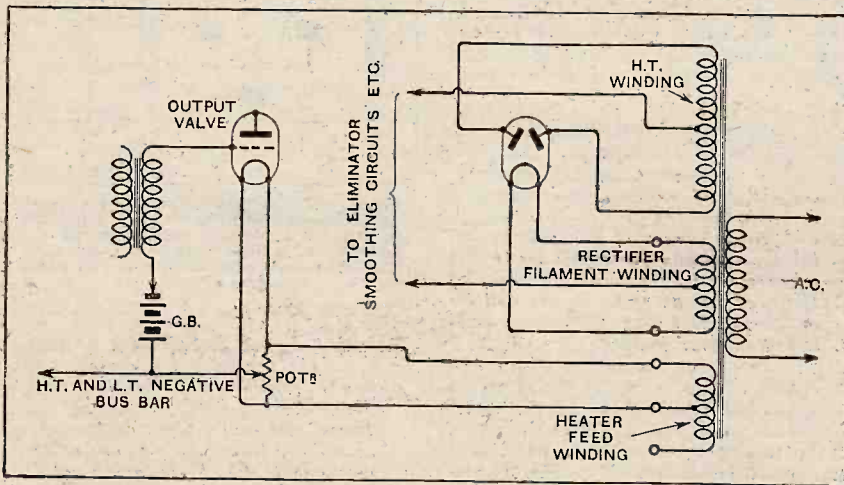 OUTPUT
VALVE
G.B.
H.T. AND L.T. NEGATIVE
BUS BAR
POTR
TO ELIMINATOR
SMOOTHING CIRCUITS ETC.
H.T.
WINDING
RECTIFIER
FILAMENT WINDING
A.C.
HEATER
FEED
WINDING